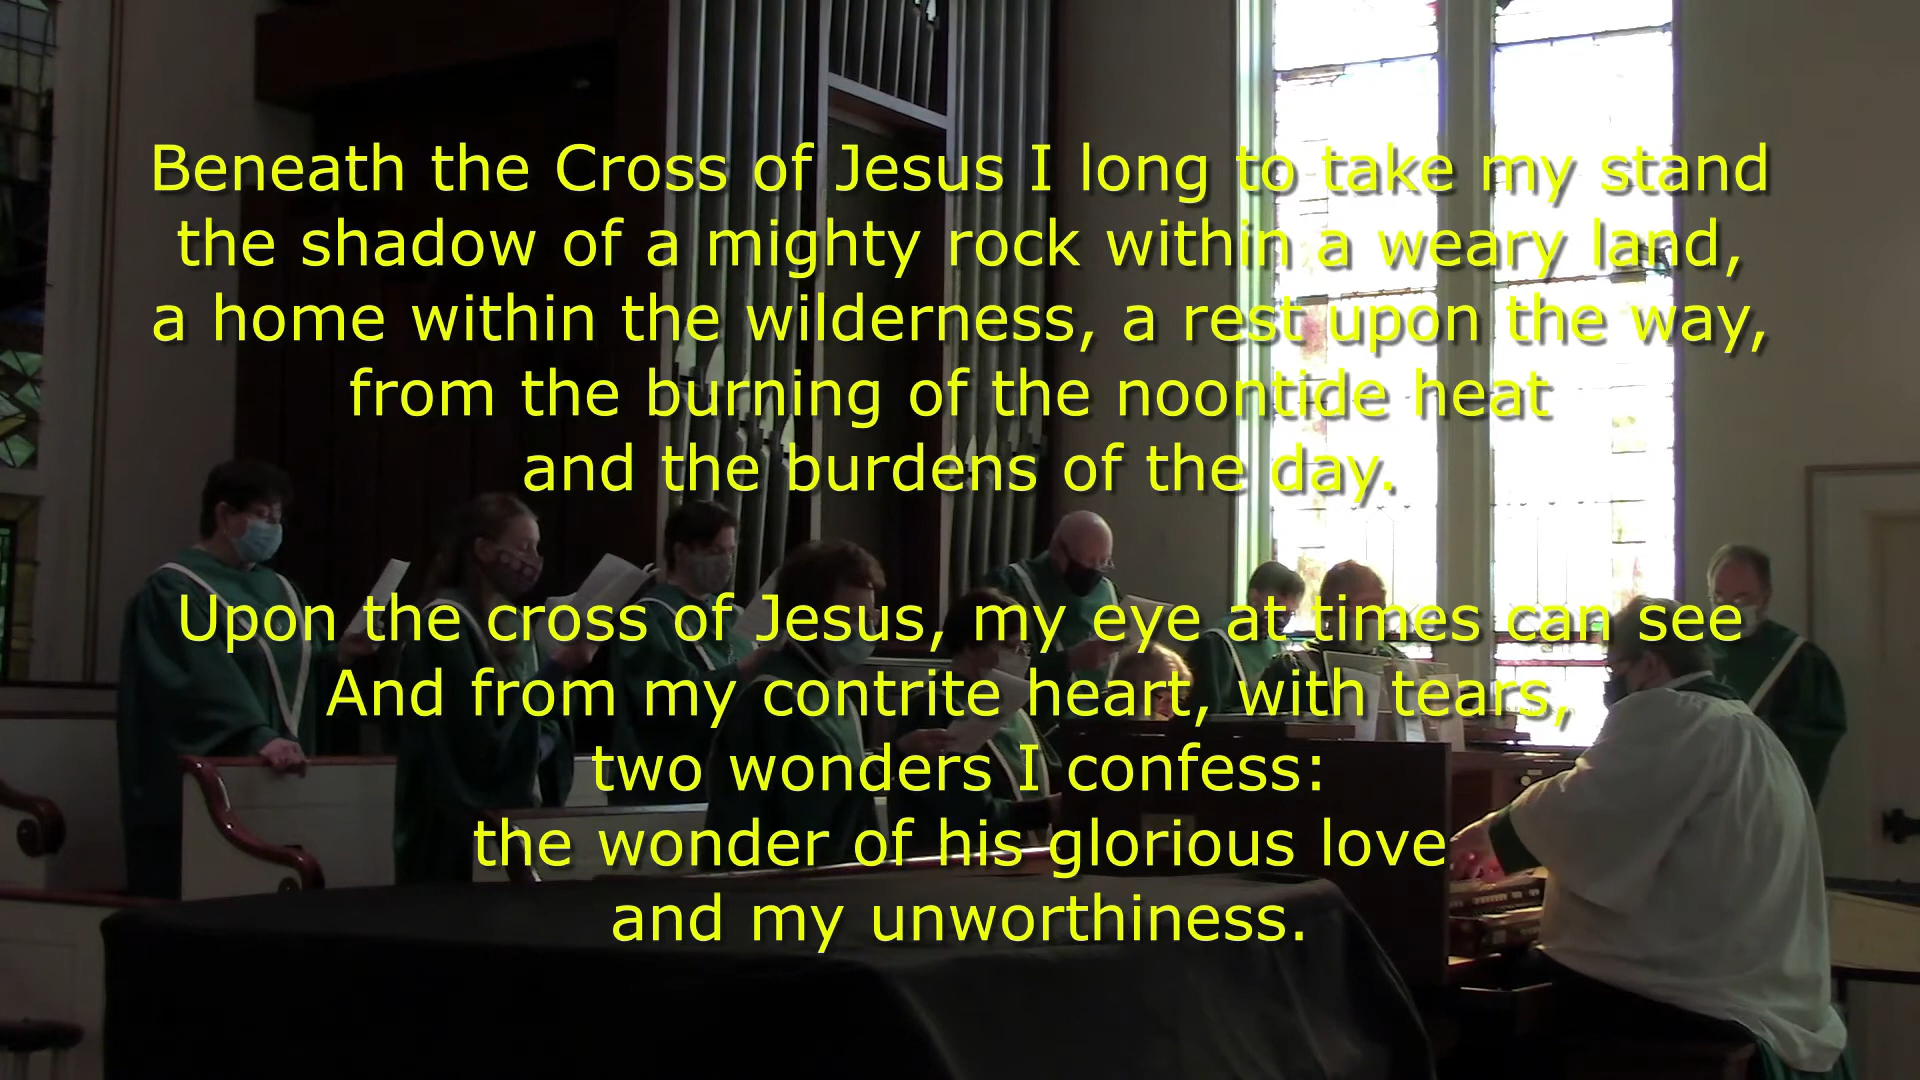 Beneath the Cross of Jesus I long to take my stand
the shadow of a mighty rock within a weary land,
a home within the wilderness, a rest upon the way,
from the burning of the noontide heat
and the burdens of the day.
Upon the cross of Jesus, my eye at times can see
And from my contrite heart, with tears,
two wonders I confess:
the wonder of his glorious love
and my unworthiness.